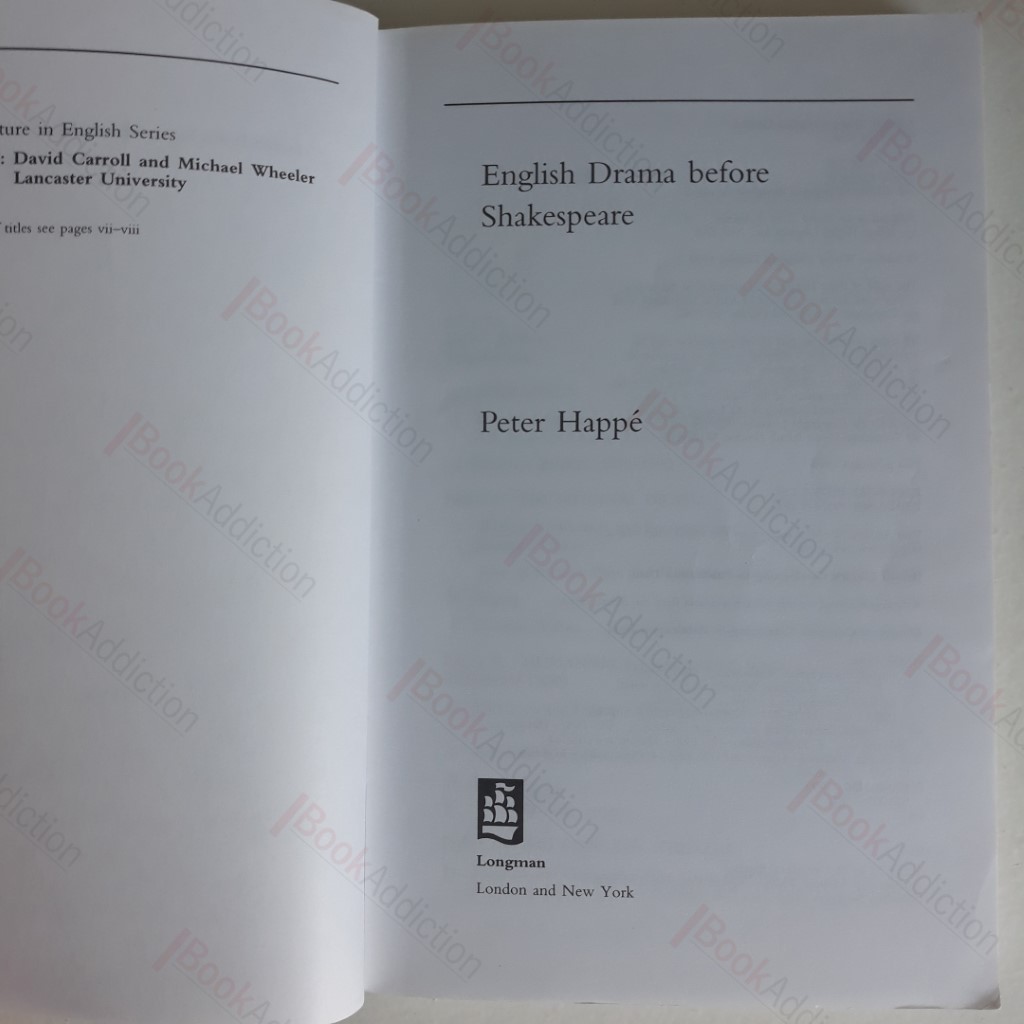 ture in English Series
: David Carroll and Michael Wheeler
Lancaster University
titles see pages vii–viii
English Drama before
Shakespeare
Peter Happé
Longman
London and New York
BookAddiction